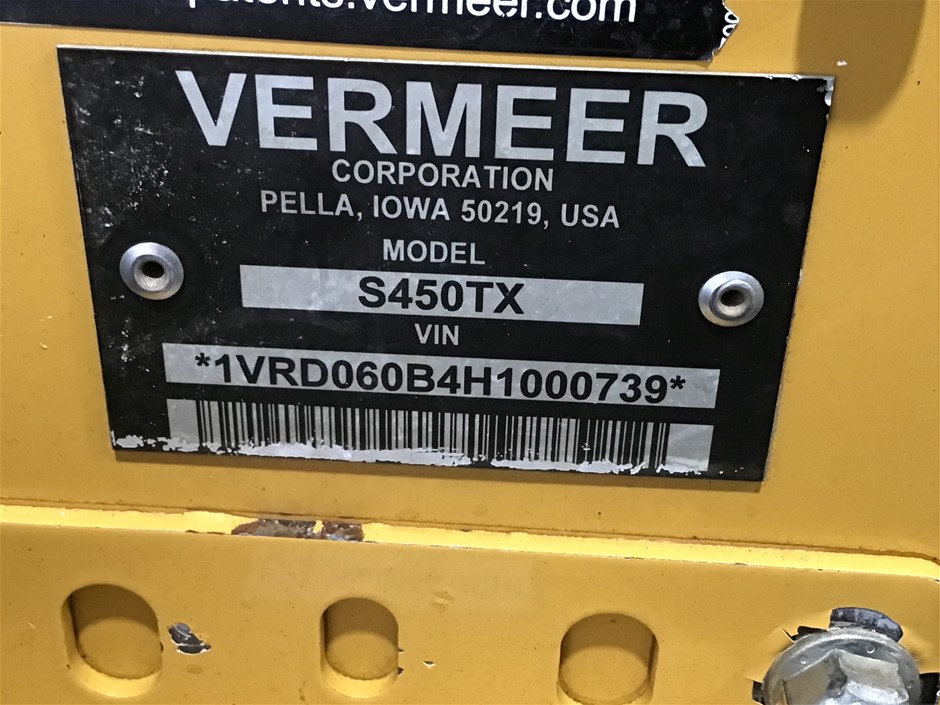 patents.vermeer.com
VERMEER
CORPORATION
PELLA, IOWA 50219, USA
MODEL
S450TX
VIN
*1VRD060B4H1000739*